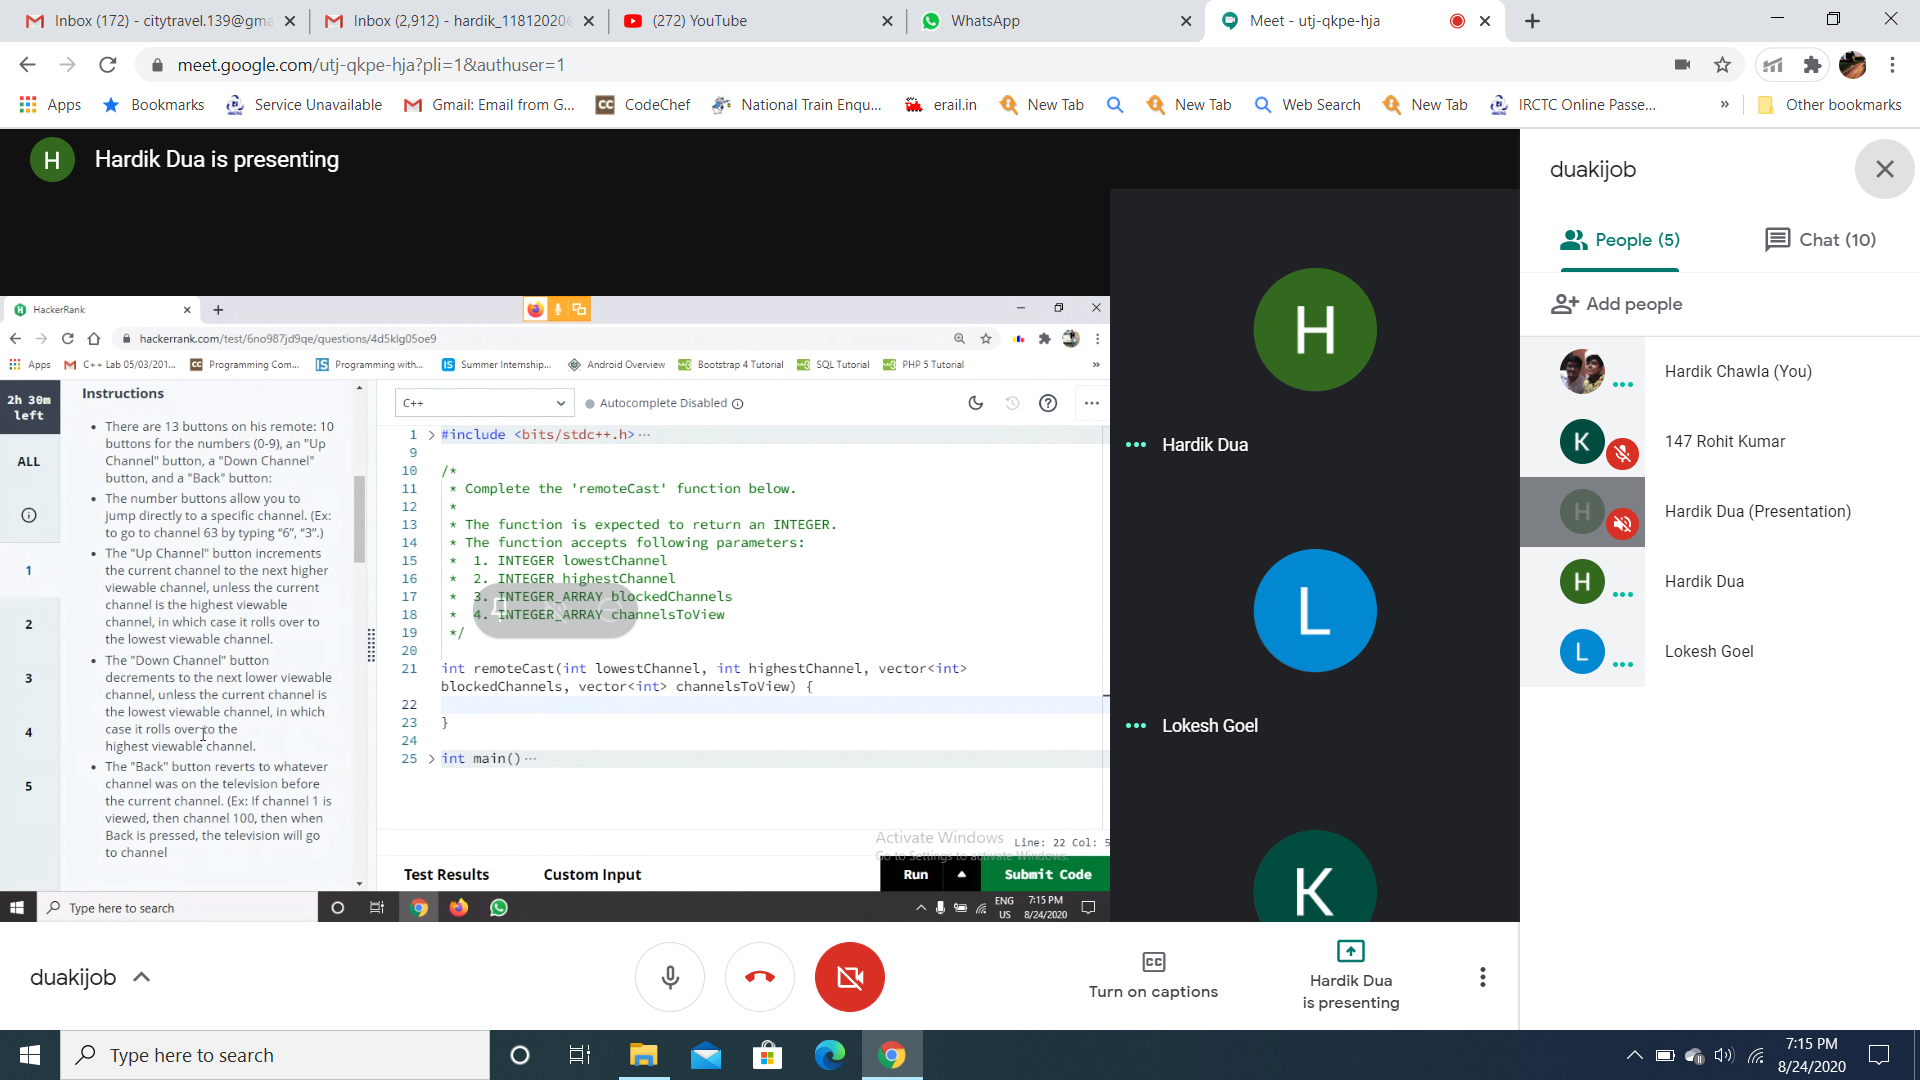 Inbox (172) - citytravel.139@gma
Inbox (2,912) - hardik_11812020@
(272) YouTube
WhatsApp
Meet - utj-qkpe-hja
meet.google.com/utj-qkpe-hja?pli=1&authuser=1
Apps
Bookmarks
Service Unavailable
Gmail: Email from G...
CodeChef
National Train Enqu...
erail.in
New Tab
New Tab
Web Search
New Tab
IRCTC Online Passe...
»
Other bookmarks
H
Hardik Dua is presenting
HackerRank
hackerrank.com/test/6no987jd9qe/questions/4d5klg05oe9
Apps
C++ Lab 05/03/201...
Programming Com...
Programming with...
Summer Internship...
Android Overview
Bootstrap 4 Tutorial
SQL Tutorial
PHP 5 Tutorial
»
2h 30m
left
ALL
1
2
3
4
5
Instructions
• There are 13 buttons on his remote: 10
buttons for the numbers (0-9), an "Up
Channel" button, a "Down Channel"
button, and a "Back" button:
• The number buttons allow you to
jump directly to a specific channel. (Ex:
to go to channel 63 by typing “6”, “3”.)
• The "Up Channel" button increments
the current channel to the next higher
viewable channel, unless the current
channel is the highest viewable
channel, in which case it rolls over to
the lowest viewable channel.
• The "Down Channel" button
decrements to the next lower viewable
channel, unless the current channel is
the lowest viewable channel, in which
case it rolls over to the
highest viewable channel.
• The "Back" button reverts to whatever
channel was on the television before
the current channel. (Ex: If channel 1 is
viewed, then channel 100, then when
Back is pressed, the television will go
to channel
C++
Autocomplete Disabled
1 #include <bits/stdc++.h>
9
10 /*
11 * Complete the 'remoteCast' function below.
12 *
13 * The function is expected to return an INTEGER.
14 * The function accepts following parameters:
15 * 1. INTEGER lowestChannel
16 * 2. INTEGER highestChannel
17 * 3. INTEGER_ARRAY blockedChannels
18 * 4. INTEGER_ARRAY channelsToView
19 */
20
21 int remoteCast(int lowestChannel, int highestChannel, vector<int>
blockedChannels, vector<int> channelsToView) {
22
23 }
24
25 int main()
Activate Windows
Go to Settings to activate Windows.
Line: 22 Col: 5
Test Results
Custom Input
Run
Submit Code
Type here to search
ENG
US
7:15 PM
8/24/2020
H
Hardik Dua
L
Lokesh Goel
K
duakijob
People (5)
Chat (10)
Add people
Hardik Chawla (You)
K
147 Rohit Kumar
H
Hardik Dua (Presentation)
H
Hardik Dua
L
Lokesh Goel
duakijob
CC
Turn on captions
Hardik Dua
is presenting
Type here to search
7:15 PM
8/24/2020